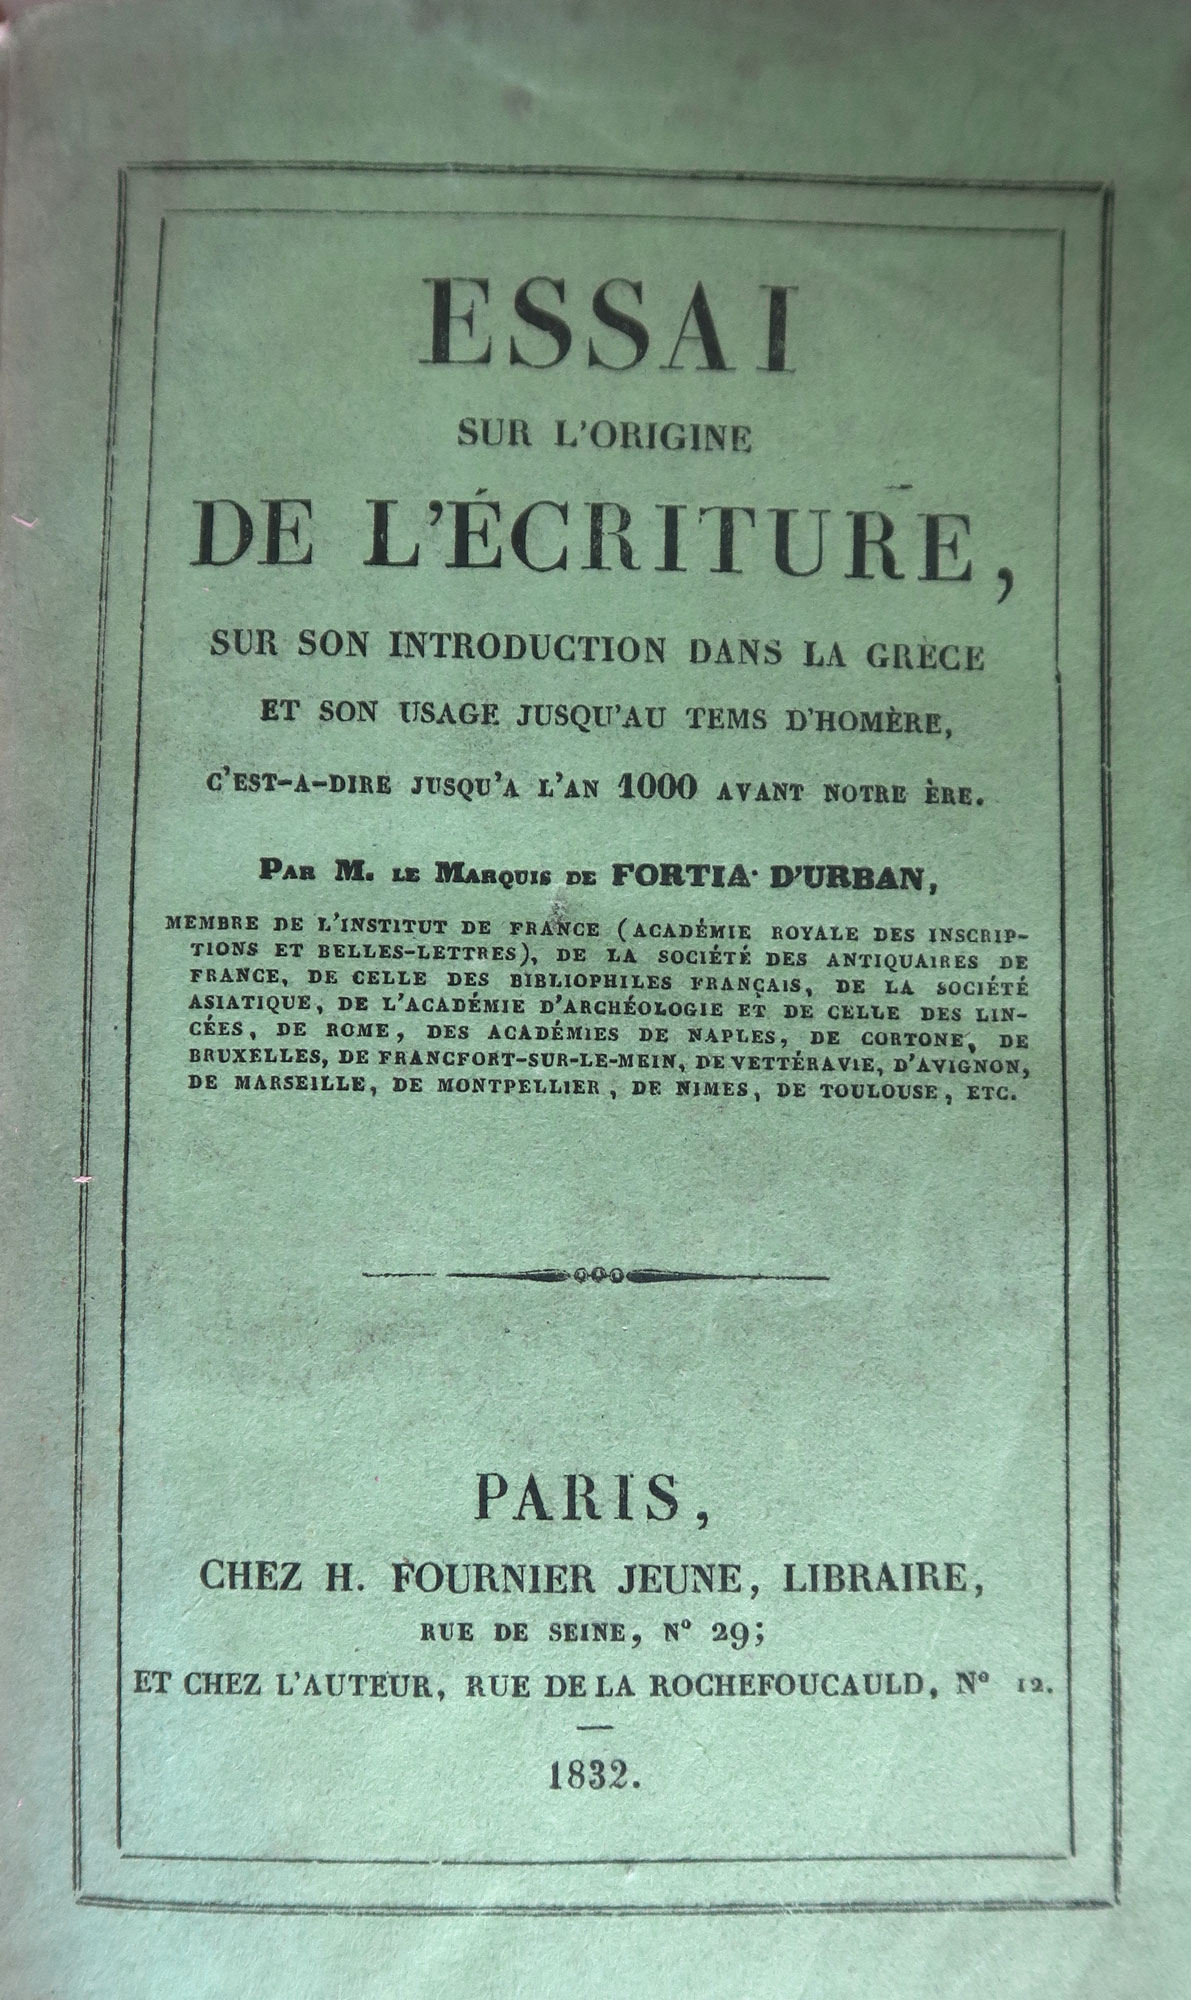 ESSAI
SUR L'ORIGINE
DE L'ÉCRITURE,
SUR SON INTRODUCTION DANS LA GRÈCE
ET SON USAGE JUSQU'AU TEMS D'HOMÈRE,
C'EST-A-DIRE JUSQU'A L'AN 1000 AVANT NOTRE ÈRE.
PAR M. LE MARQUIS DE FORTIA D'URBAN,
MEMBRE DE L'INSTITUT DE FRANCE (ACADÉMIE ROYALE DES INSCRIP-
TIONS ET BELLES-LETTRES), DE LA SOCIÉTÉ DES ANTIQUAIRES DE
FRANCE, DE CELLE DES BIBLIOPHILES FRANÇAIS, DE LA SOCIÉTÉ
ASIATIQUE, DE L'ACADÉMIE D'ARCHÉOLOGIE ET DE CELLE DES LIN-
CÉES, DE ROME, DES ACADÉMIES DE NAPLES, DE CORTONE, DE
BRUXELLES, DE FRANCFORT-SUR-LE-MEIN, DE VETTÉRAVIE, D'AVIGNON,
DE MARSEILLE, DE MONTPELLIER, DE NIMES, DE TOULOUSE, ETC.
PARIS,
CHEZ H. FOURNIER JEUNE, LIBRAIRE,
RUE DE SEINE, Nº 29;
ET CHEZ L'AUTEUR, RUE DE LA ROCHEFOUCAULD, Nº 12.
1832.